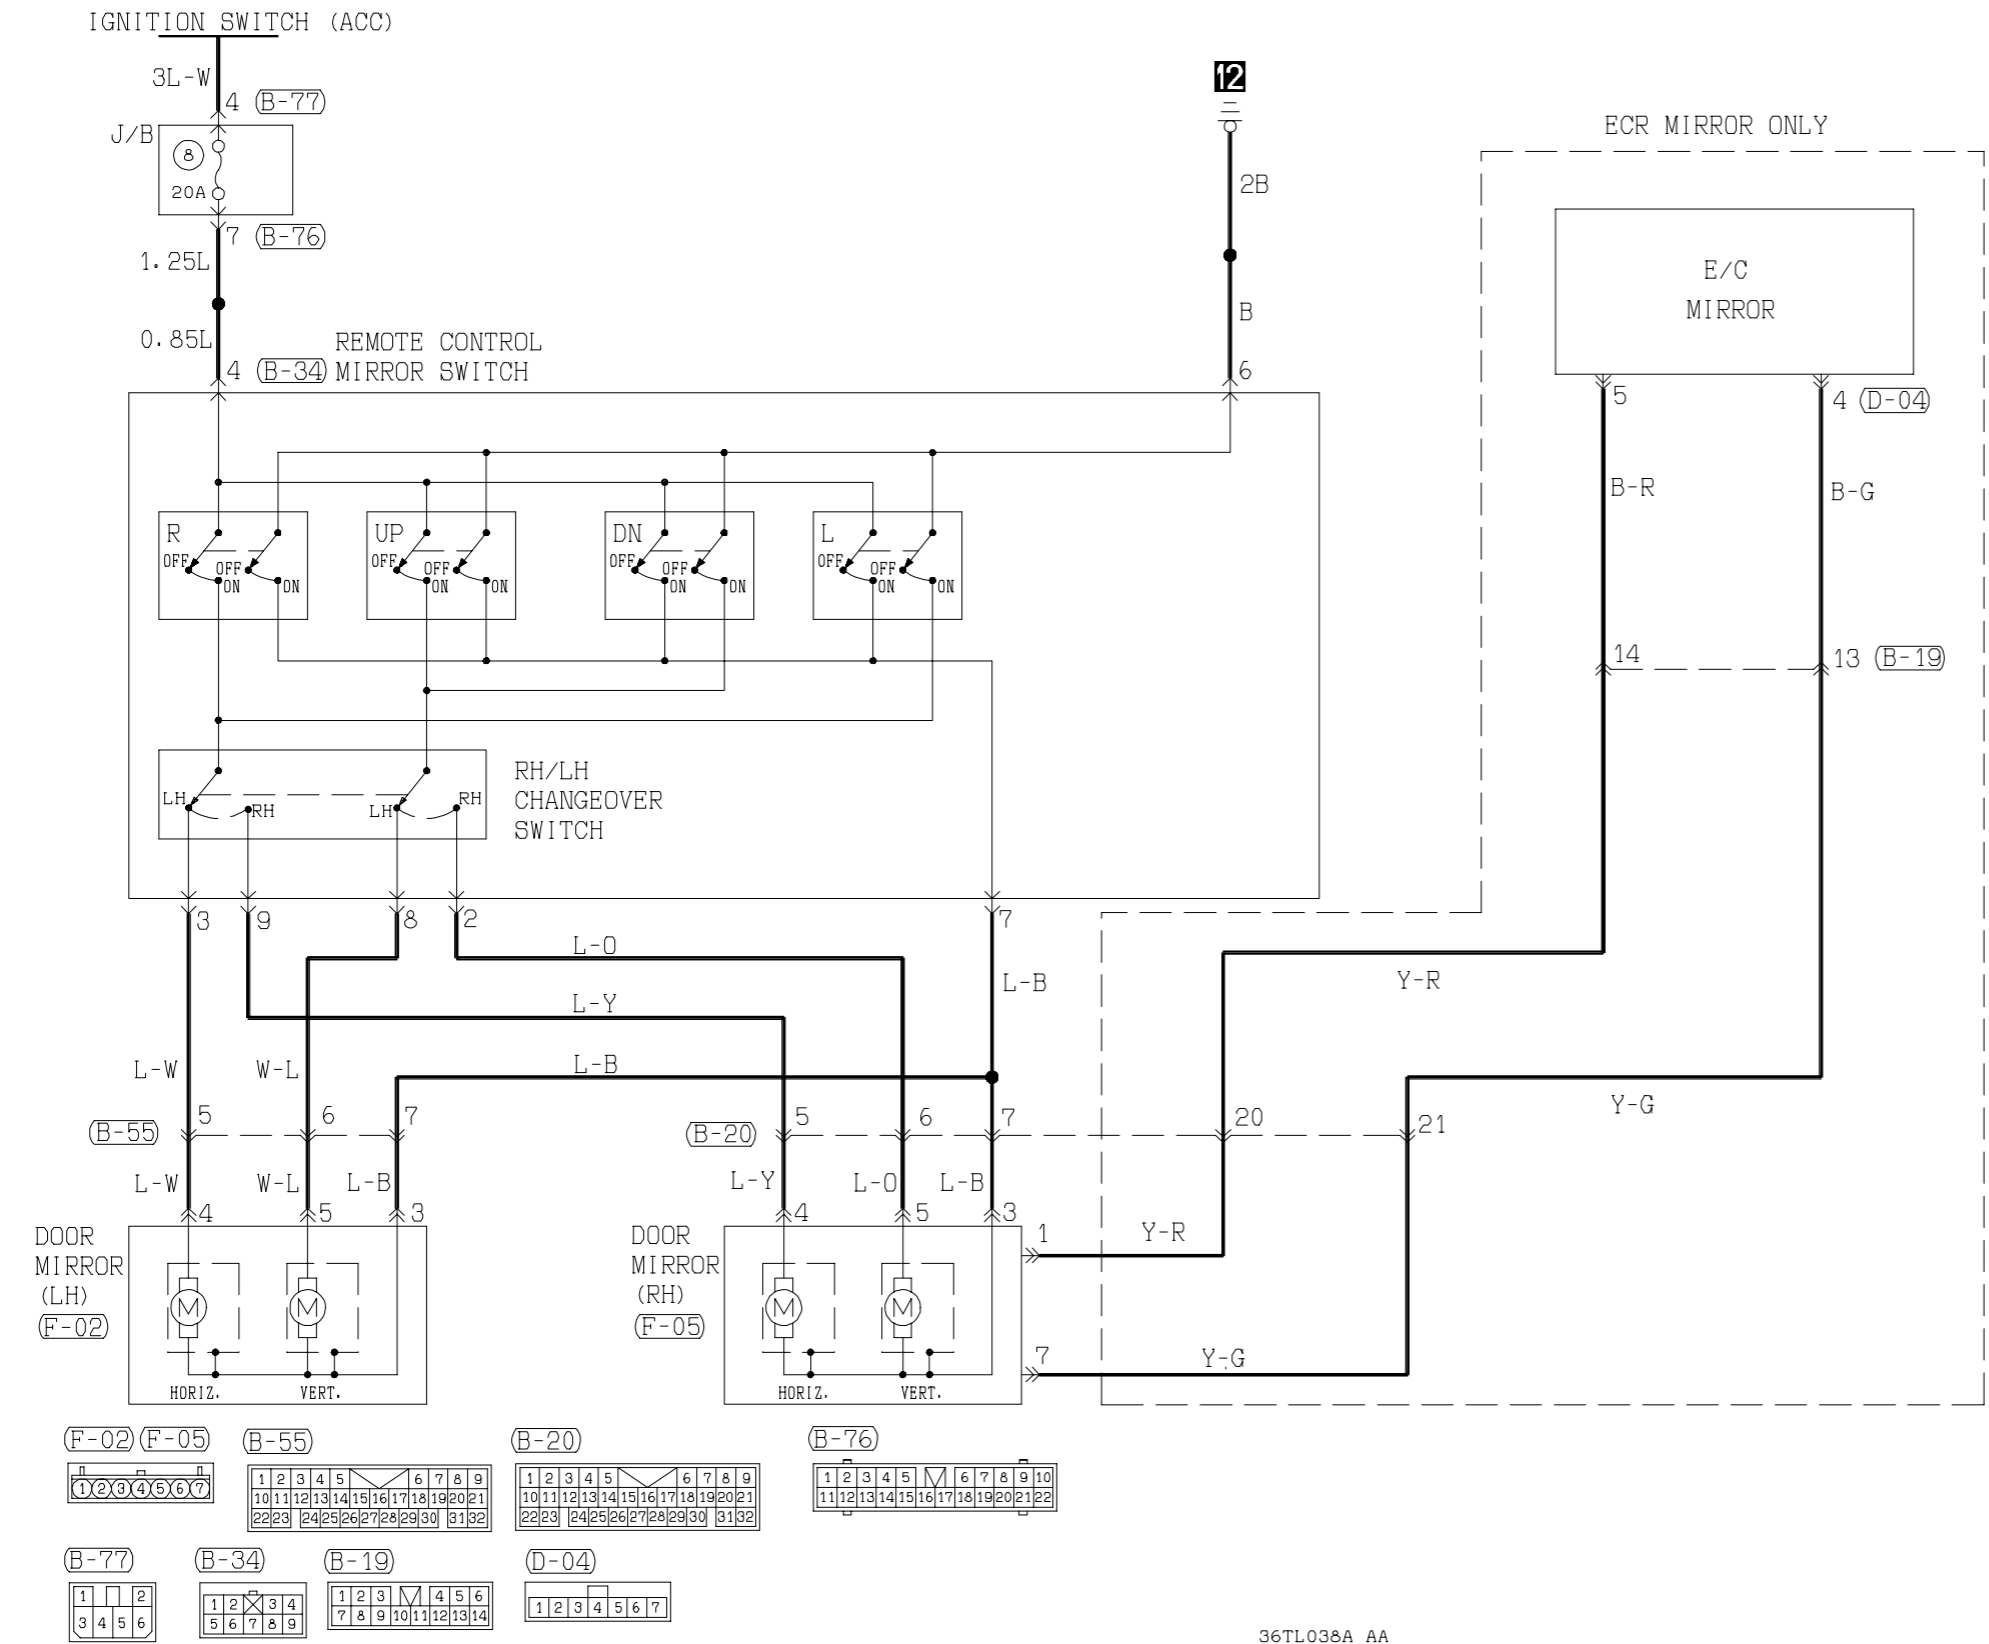 IGNITION SWITCH (ACC)
3L-W
4 (B-77)
J/B
8
20A
7 (B-76)
1.25L
0.85L
4 (B-34)
REMOTE CONTROL
MIRROR SWITCH
12
2B
B
6
ECR MIRROR ONLY
E/C
MIRROR
5
4 (D-04)
B-R
B-G
14
13 (B-19)
R
OFF
OFF
ON
ON
UP
OFF
OFF
ON
ON
DN
OFF
OFF
ON
ON
L
OFF
OFF
ON
ON
LH
RH
LH
RH
RH/LH
CHANGEOVER
SWITCH
3
9
8
2
7
L-O
L-Y
L-B
L-B
L-W
W-L
Y-R
Y-G
(B-55)
5
6
7
(B-20)
5
6
7
20
21
L-W
W-L
L-B
L-Y
L-O
L-B
4
5
3
4
5
3
DOOR
MIRROR
(LH)
(F-02)
M
M
HORIZ.
VERT.
DOOR
MIRROR
(RH)
(F-05)
M
M
HORIZ.
VERT.
1
Y-R
7
Y-G
(F-02) (F-05)
1 2 3 4 5 6 7
(B-55)
1 2 3 4 5 6 7 8 9
10 11 12 13 14 15 16 17 18 19 20 21
22 23 24 25 26 27 28 29 30 31 32
(B-20)
1 2 3 4 5 6 7 8 9
10 11 12 13 14 15 16 17 18 19 20 21
22 23 24 25 26 27 28 29 30 31 32
(B-76)
1 2 3 4 5 6 7 8 9 10
11 12 13 14 15 16 17 18 19 20 21 22
(B-77)
1 2
3 4 5 6
(B-34)
1 2 3 4
5 6 7 8 9
(B-19)
1 2 3 4 5 6
7 8 9 10 11 12 13 14
(D-04)
1 2 3 4 5 6 7
36TL038A AA